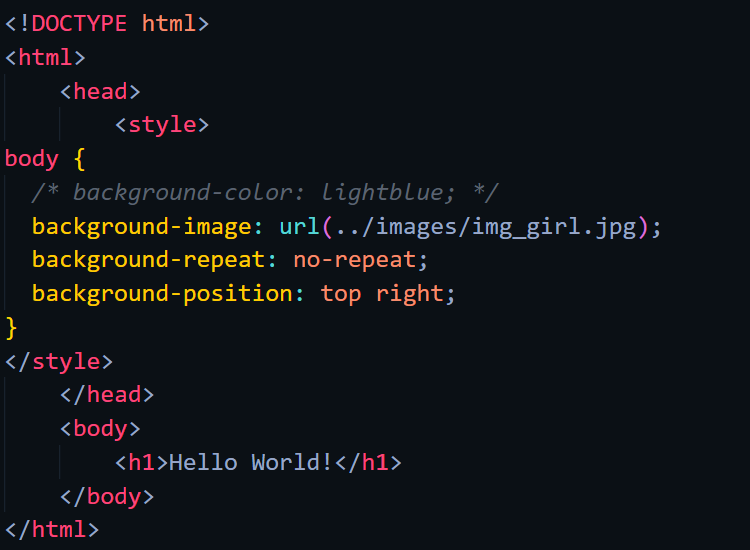 <!DOCTYPE html>
<html>
    <head>
        <style>
body {
  /* background-color: lightblue; */
  background-image: url(../images/img_girl.jpg);
  background-repeat: no-repeat;
  background-position: top right;
}
</style>
    </head>
    <body>
        <h1>Hello World!</h1>
    </body>
</html>